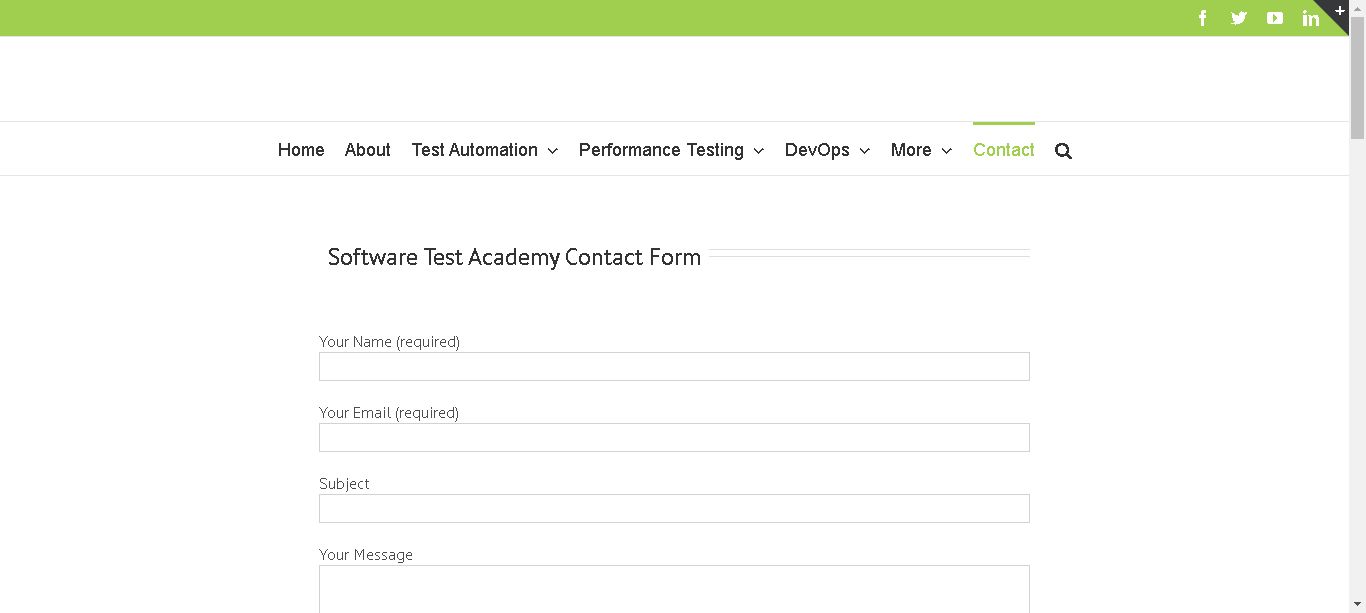 Home About Test Automation Performance Testing DevOps More Contact
Software Test Academy Contact Form
Your Name (required)
Your Email (required)
Subject
Your Message